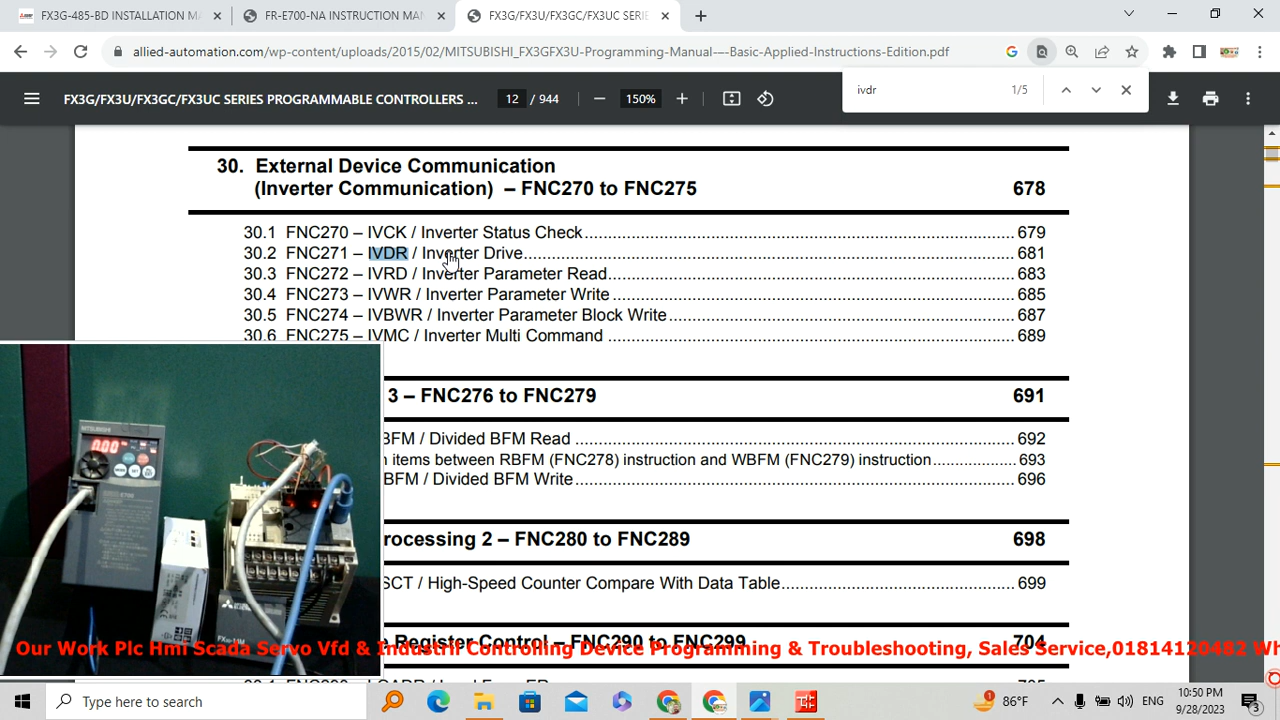 FX3G-485-BD INSTALLATION MA
FR-E700-NA INSTRUCTION MAN
FX3G/FX3U/FX3GC/FX3UC SERIE
allied-automation.com/wp-content/uploads/2015/02/MITSUBISHI_FX3GFX3U-Programming-Manual-–-Basic-Applied-Instructions-Edition.pdf
FX3G/FX3U/FX3GC/FX3UC SERIES PROGRAMMABLE CONTROLLERS ...
12 / 944
150%
ivdr
1/5
30. External Device Communication
(Inverter Communication) – FNC270 to FNC275 678
30.1 FNC270 – IVCK / Inverter Status Check 679
30.2 FNC271 – IVDR / Inverter Drive 681
30.3 FNC272 – IVRD / Inverter Parameter Read 683
30.4 FNC273 – IVWR / Inverter Parameter Write 685
30.5 FNC274 – IVBWR / Inverter Parameter Block Write 687
30.6 FNC275 – IVMC / Inverter Multi Command 689
3 – FNC276 to FNC279 691
BFM / Divided BFM Read 692
items between RBFM (FNC278) instruction and WBFM (FNC279) instruction 693
BFM / Divided BFM Write 696
rocessing 2 – FNC280 to FNC289 698
SCT / High-Speed Counter Compare With Data Table 699
Register Control – FNC290 to FNC299 704
MITSUBISHI
0.00
Our Work Plc Hmi Scada Servo Vfd & Industril Controlling Device Programming & Troubleshooting, Sales Service,01814120482 Wh
Type here to search
1
86°F
ENG
10:50 PM
9/28/2023
3